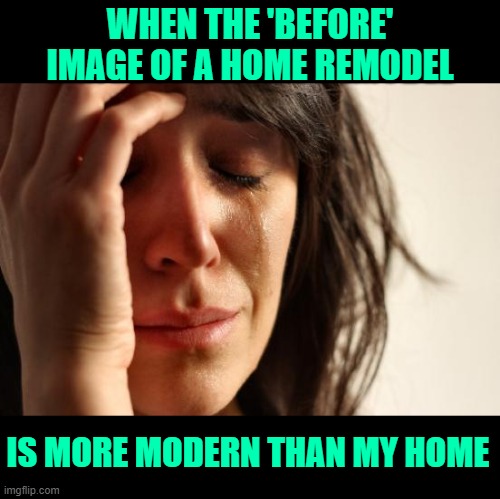 WHEN THE 'BEFORE'
IMAGE OF A HOME REMODEL
IS MORE MODERN THAN MY HOME
imgflip.com